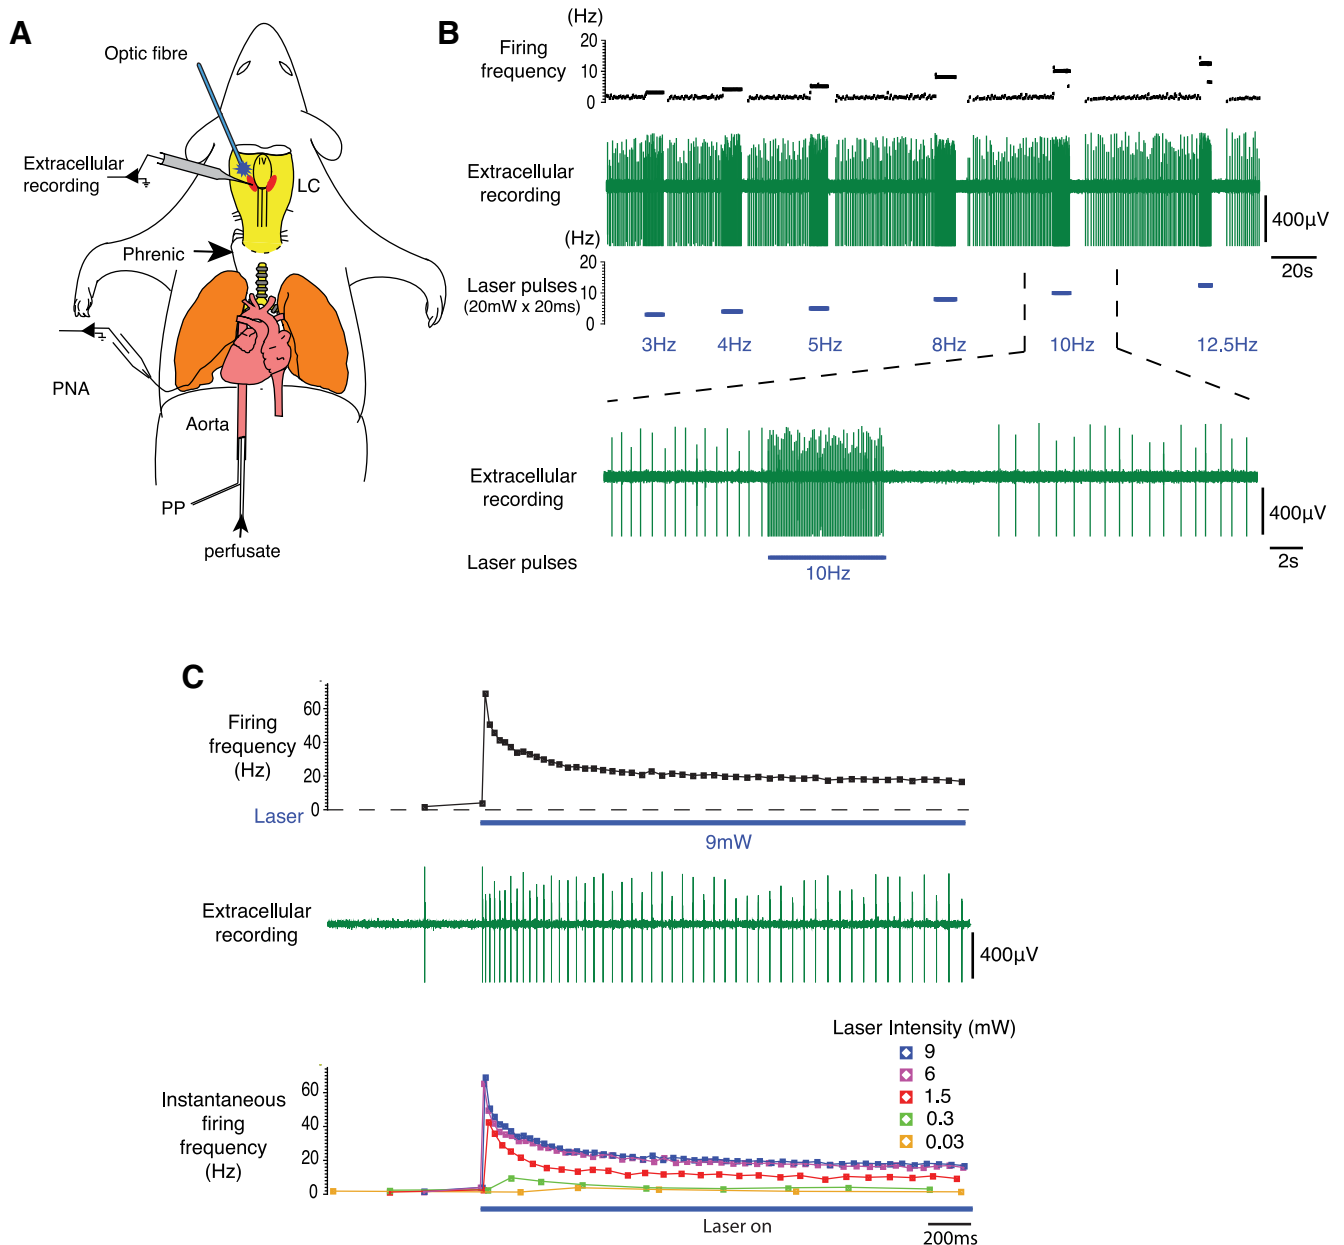 A
Optic fibre
Extracellular
recording
IV
LC
Phrenic
PNA
Aorta
PP
perfusate
B
(Hz)
Firing
frequency
20
10
0
Extracellular
recording
400µV
20s
(Hz)
Laser pulses
(20mW x 20ms)
20
10
0
3Hz
4Hz
5Hz
8Hz
10Hz
12.5Hz
Extracellular
recording
400µV
2s
Laser pulses
10Hz
C
Firing
frequency
(Hz)
60
40
20
0
Laser
9mW
Extracellular
recording
400µV
Laser Intensity (mW)
9
6
1.5
0.3
0.03
Instantaneous
firing
frequency
(Hz)
60
40
20
0
Laser on
200ms